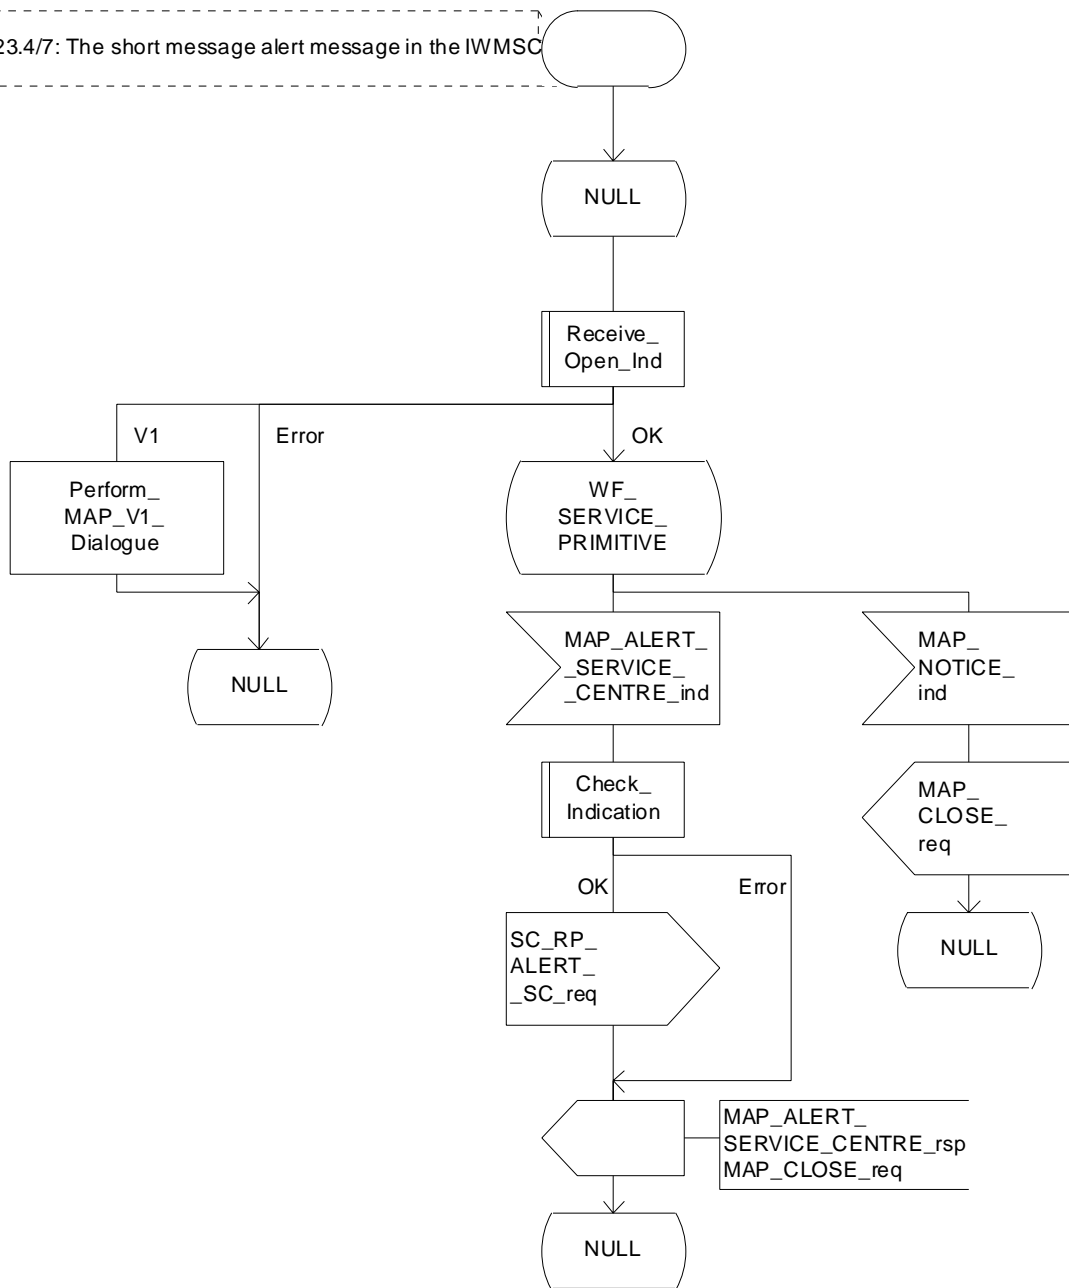 23.4/7: The short message alert message in the IWMSC
NULL
Receive_
Open_Ind
V1
Error
OK
Perform_
MAP_V1_
Dialogue
WF_
SERVICE_
PRIMITIVE
NULL
MAP_ALERT_
_SERVICE_
_CENTRE_ind
MAP_
NOTICE_
ind
Check_
Indication
MAP_
CLOSE_
req
OK
Error
SC_RP_
ALERT_
_SC_req
NULL
MAP_ALERT_
SERVICE_CENTRE_rsp
MAP_CLOSE_req
NULL